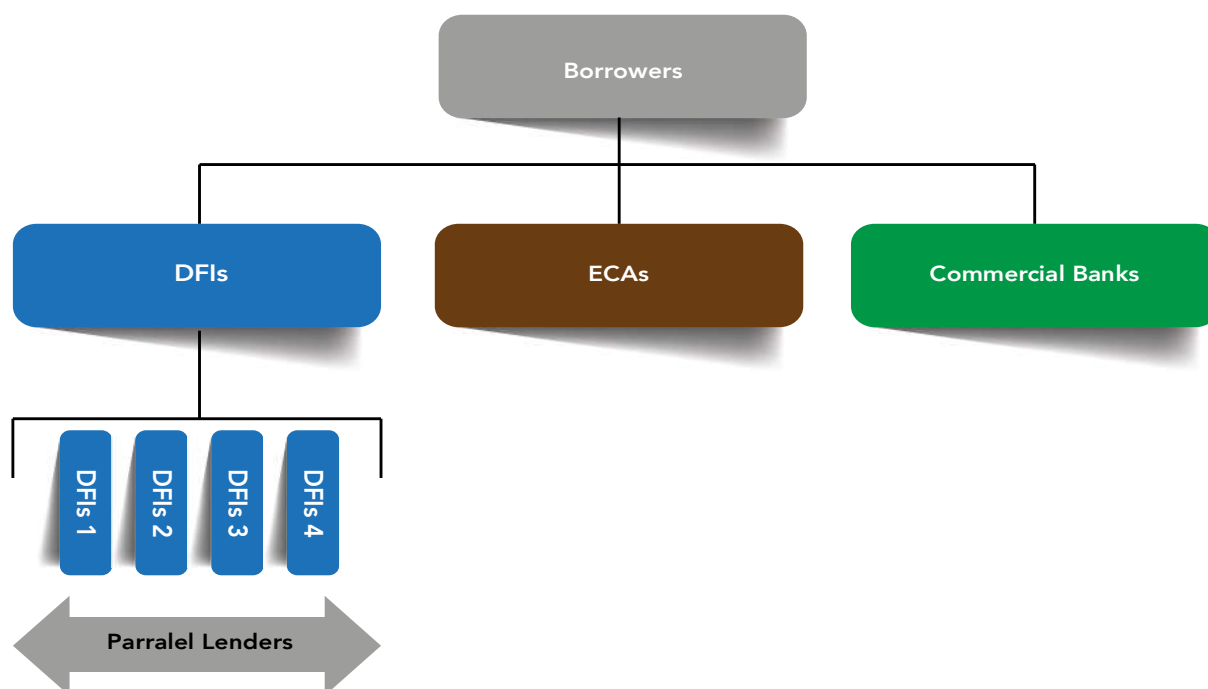 Borrowers
DFIs
ECAs
Commercial Banks
DFIs 1
DFIs 2
DFIs 3
DFIs 4
Parralel Lenders